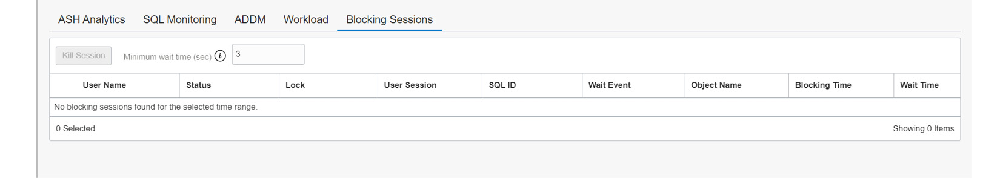 ASH Analytics SQL Monitoring ADDM Workload Blocking Sessions
Kill Session Minimum wait time (sec) i 3
User Name Status Lock User Session SQL ID Wait Event Object Name Blocking Time Wait Time
No blocking sessions found for the selected time range.
0 Selected Showing 0 Items